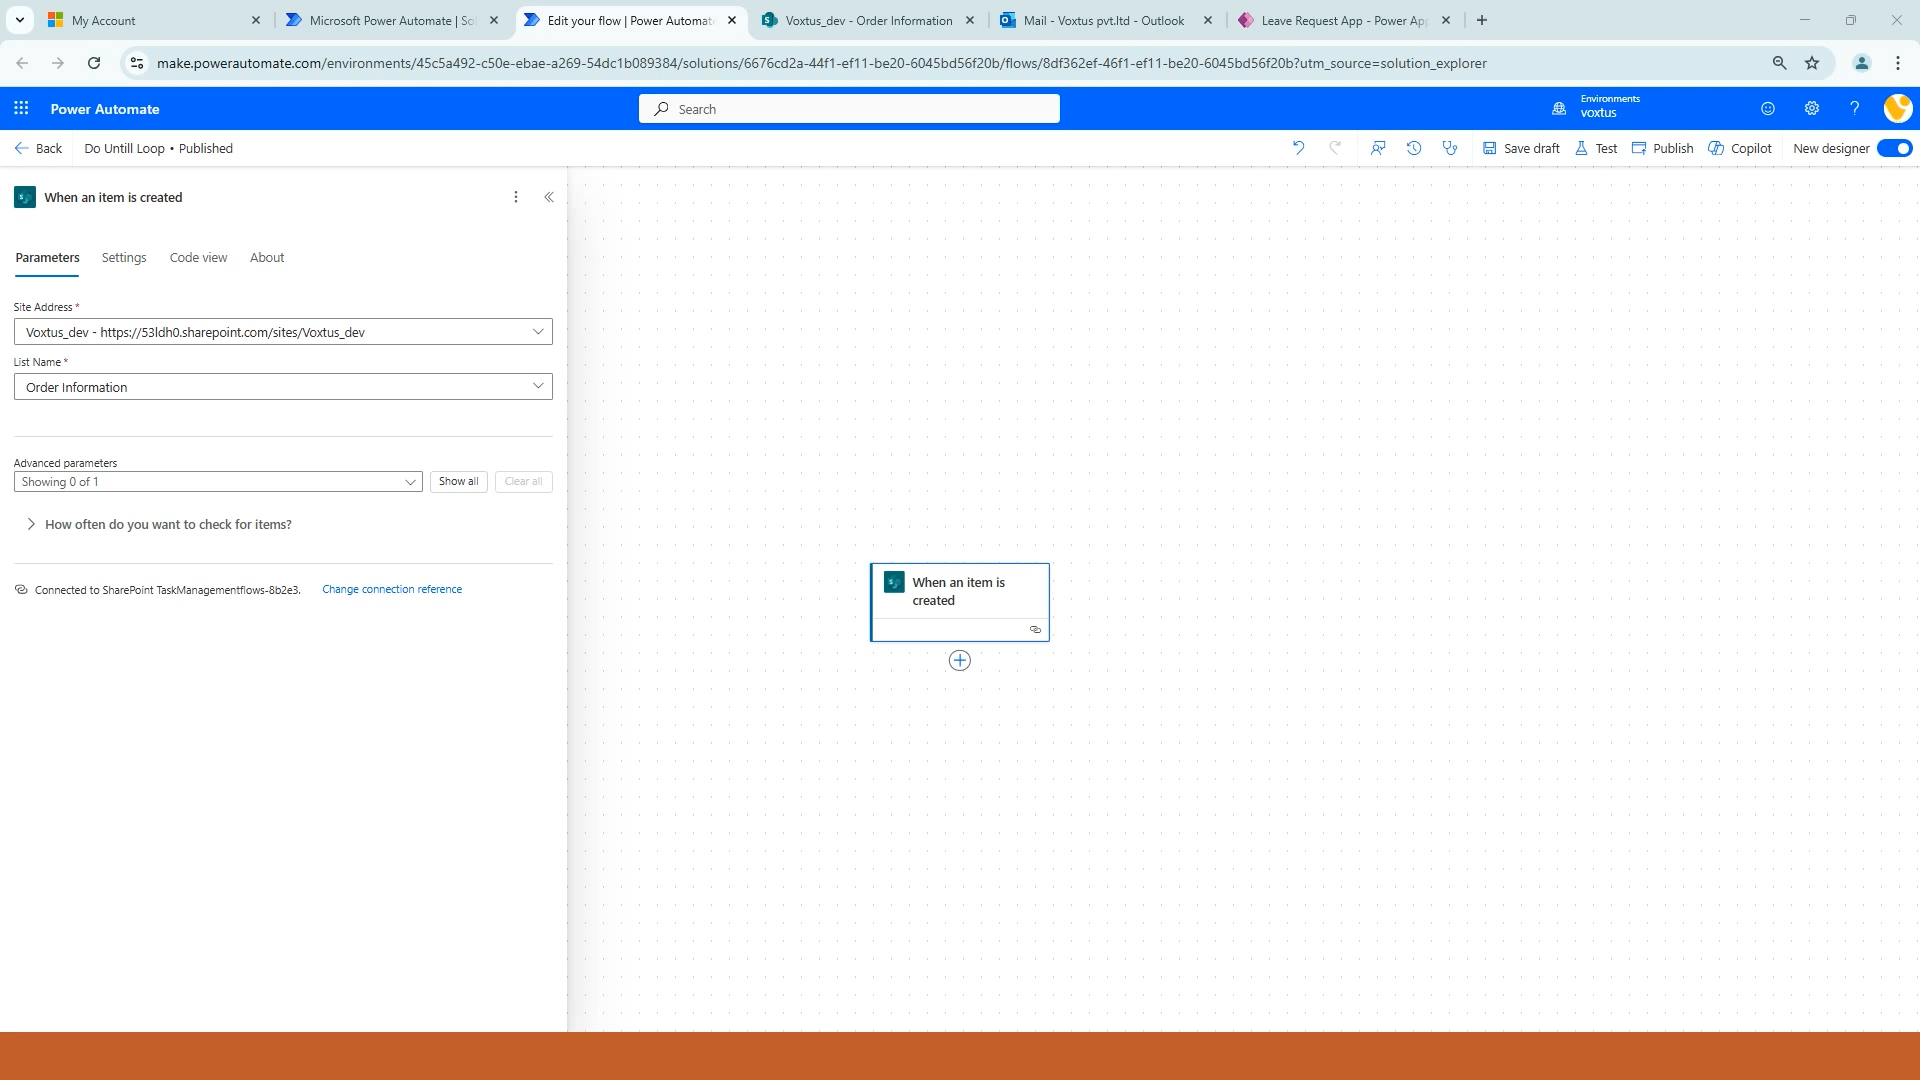 My Account
Microsoft Power Automate | So
Edit your flow | Power Automate
Voxtus_dev - Order Information
Mail - Voxtus pvt.ltd - Outlook
Leave Request App - Power Ap
make.powerautomate.com/environments/45c5a492-c50e-ebae-a269-54dc1b089384/solutions/6676cd2a-44f1-ef11-be20-6045bd56f20b/flows/8df362ef-46f1-ef11-be20-6045bd56f20b?utm_source=solution_explorer
Power Automate
Search
Environments
voxtus
Back
Do Untill Loop • Published
Save draft
Test
Publish
Copilot
New designer
When an item is created
Parameters
Settings
Code view
About
Site Address *
Voxtus_dev - https://53ldh0.sharepoint.com/sites/Voxtus_dev
List Name *
Order Information
Advanced parameters
Showing 0 of 1
Show all
Clear all
How often do you want to check for items?
Connected to SharePoint TaskManagementflows-8b2e3.
Change connection reference
When an item is
created